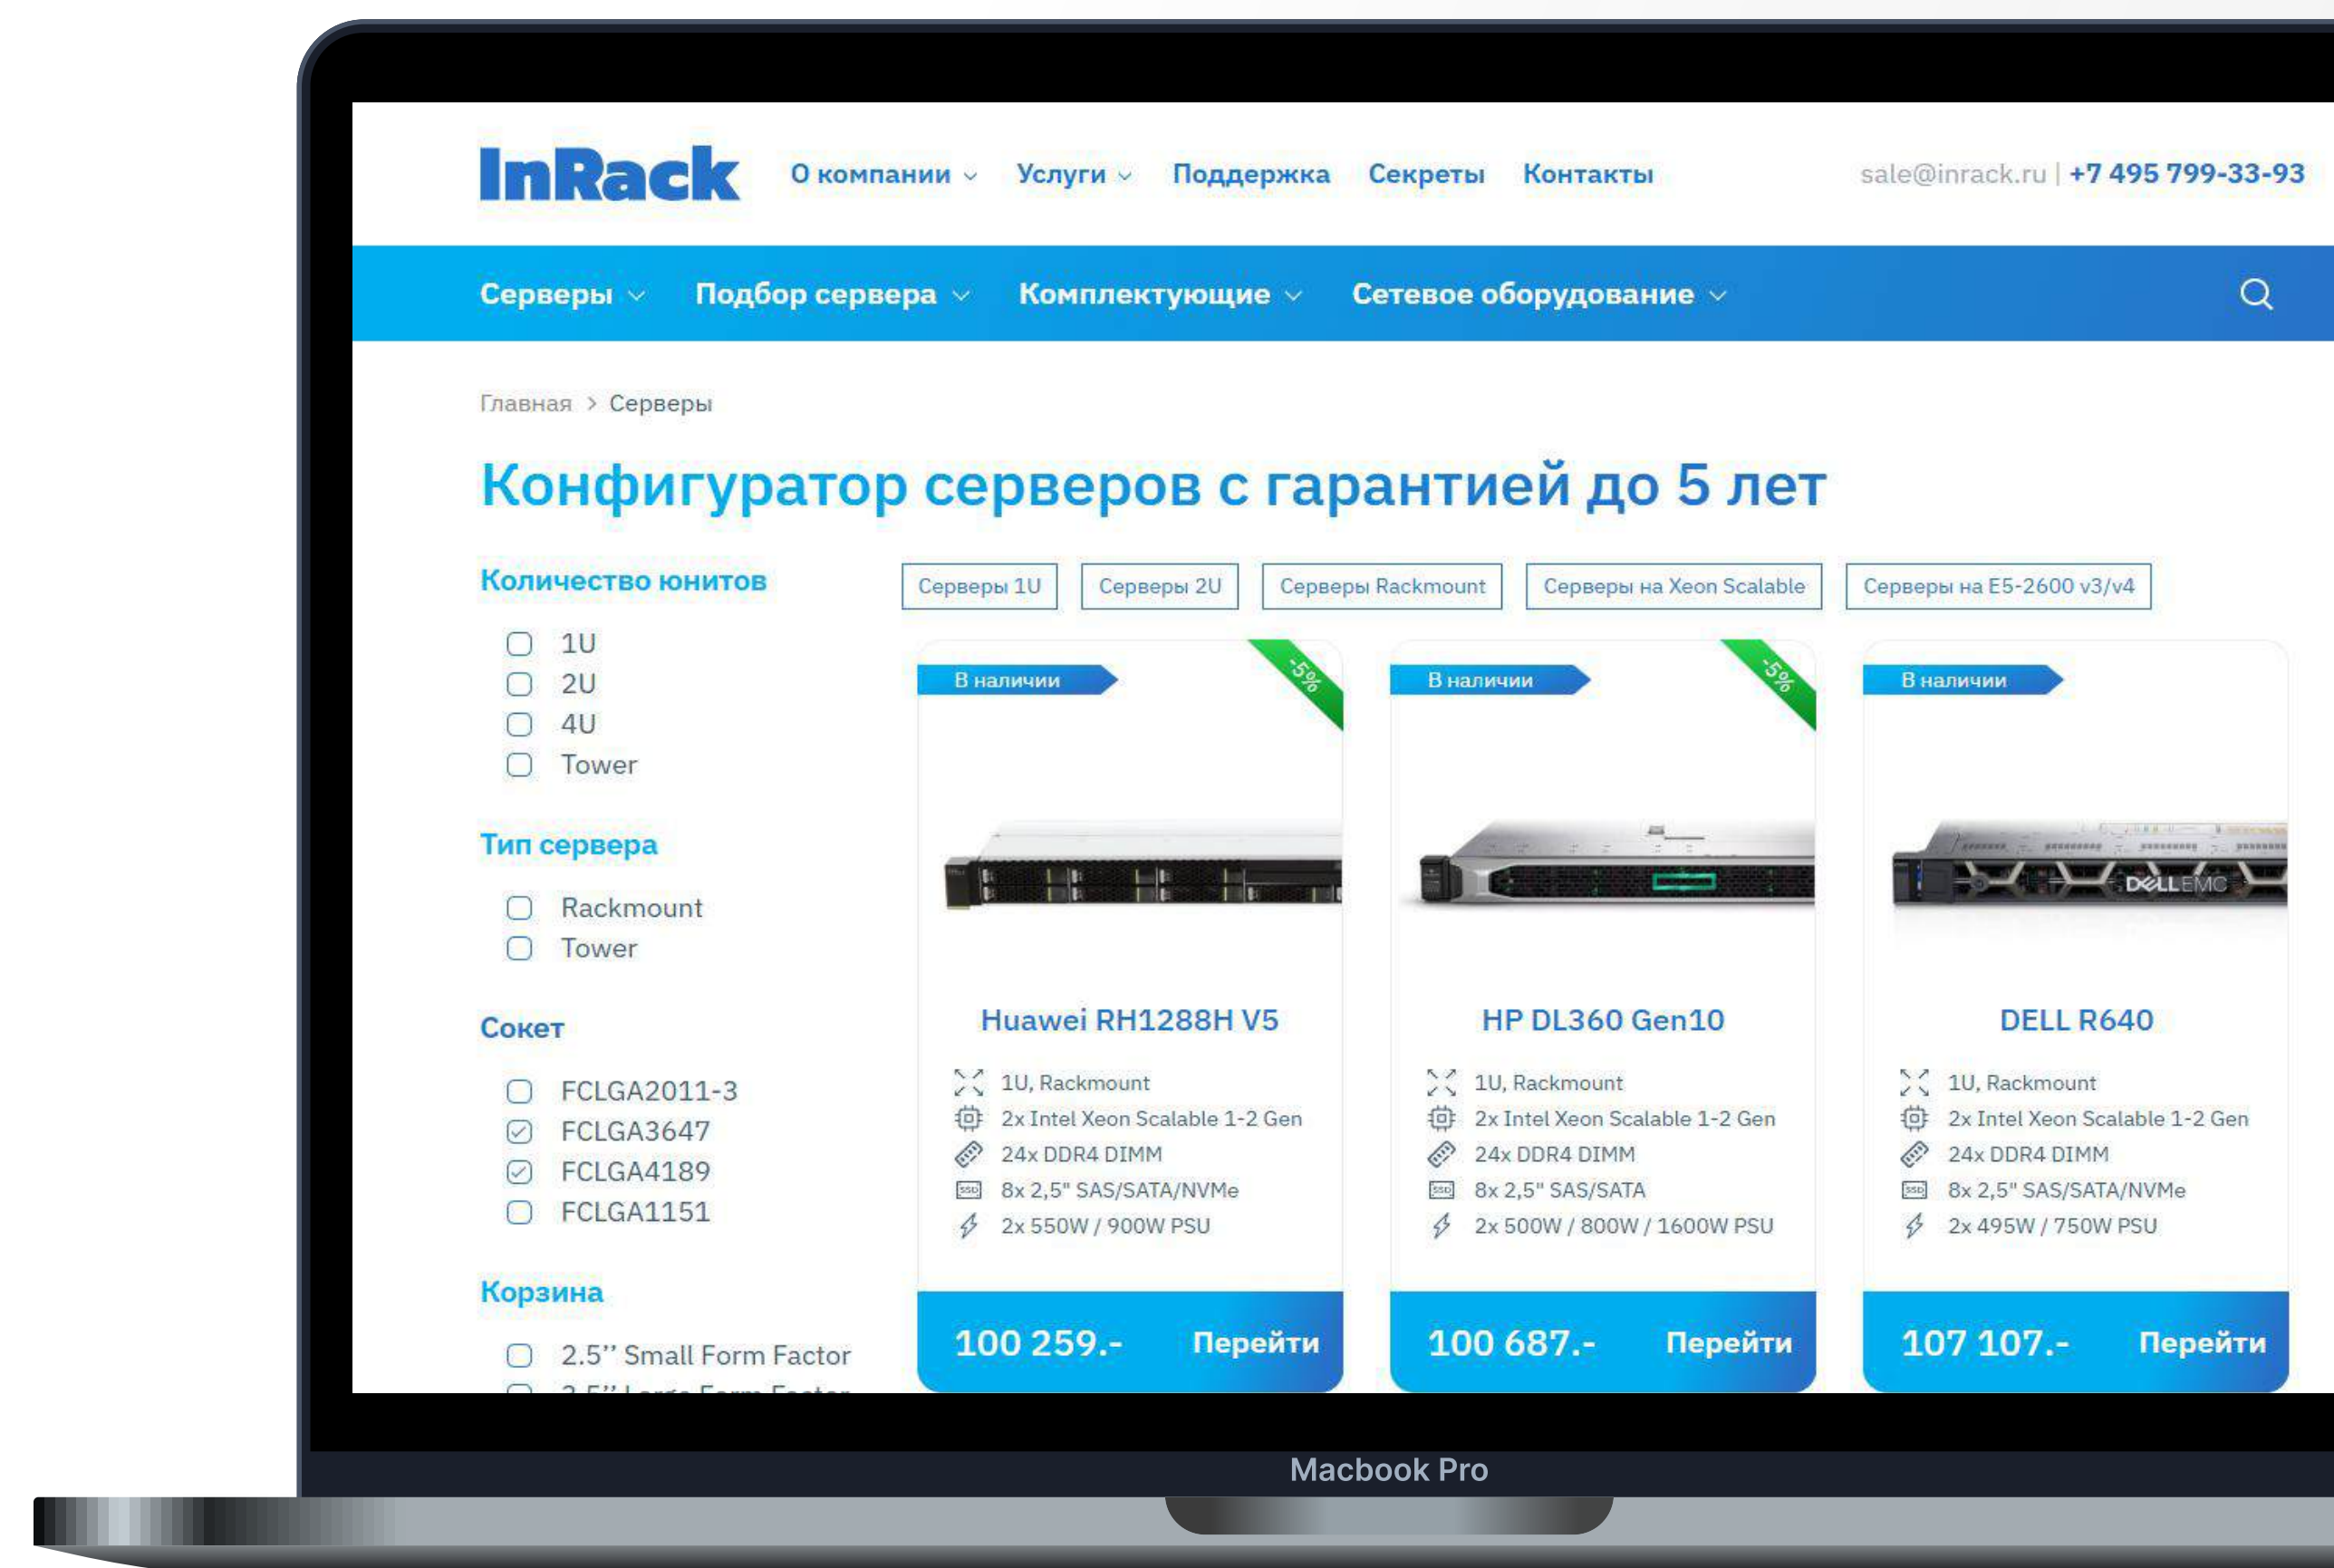 InRack
О компании
Услуги
Поддержка
Секреты
Контакты
sale@inrack.ru | +7 495 799-33-93
Серверы
Подбор сервера
Комплектующие
Сетевое оборудование
Главная > Серверы
Конфигуратор серверов с гарантией до 5 лет
Количество юнитов
1U
2U
4U
Tower
Тип сервера
Rackmount
Tower
Сокет
FCLGA2011-3
FCLGA3647
FCLGA4189
FCLGA1151
Корзина
2.5’’ Small Form Factor
Серверы 1U
Серверы 2U
Серверы Rackmount
Серверы на Xeon Scalable
Серверы на E5-2600 v3/v4
В наличии
-5%
Huawei RH1288H V5
1U, Rackmount
2x Intel Xeon Scalable 1-2 Gen
24x DDR4 DIMM
SSD 8x 2,5" SAS/SATA/NVMe
2x 550W / 900W PSU
100 259.-
Перейти
В наличии
-5%
HP DL360 Gen10
1U, Rackmount
2x Intel Xeon Scalable 1-2 Gen
24x DDR4 DIMM
SSD 8x 2,5" SAS/SATA
2x 500W / 800W / 1600W PSU
100 687.-
Перейти
В наличии
DELL EMC
DELL R640
1U, Rackmount
2x Intel Xeon Scalable 1-2 Gen
24x DDR4 DIMM
SSD 8x 2,5" SAS/SATA/NVMe
2x 495W / 750W PSU
107 107.-
Перейти
Macbook Pro